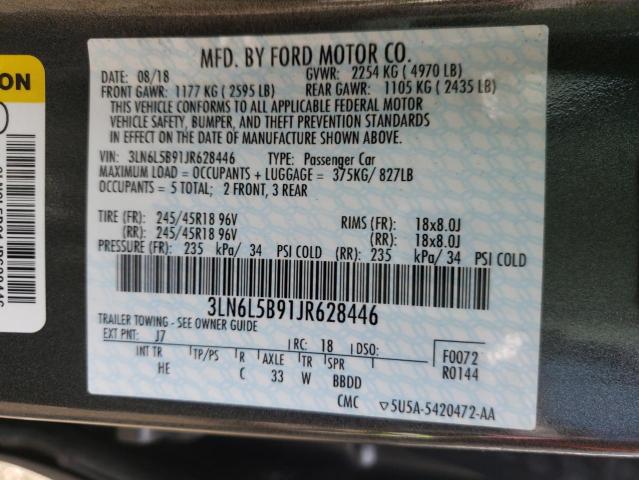 MFD. BY FORD MOTOR CO.
DATE: 08/18 GVWR: 2254 KG ( 4970 LB)
FRONT GAWR: 1177 KG ( 2595 LB) REAR GAWR: 1105 KG ( 2435 LB)
THIS VEHICLE CONFORMS TO ALL APPLICABLE FEDERAL MOTOR
VEHICLE SAFETY, BUMPER, AND THEFT PREVENTION STANDARDS
IN EFFECT ON THE DATE OF MANUFACTURE SHOWN ABOVE.
VIN: 3LN6L5B91JR628446 TYPE: Passenger Car
MAXIMUM LOAD = OCCUPANTS + LUGGAGE = 375KG/ 827LB
OCCUPANTS = 5 TOTAL; 2 FRONT, 3 REAR
TIRE (FR): 245/45R18 96V RIMS (FR): 18x8.0J
(RR): 245/45R18 96V (RR): 18x8.0J
PRESSURE (FR): 235 kPa/ 34 PSI COLD (RR): 235 kPa/ 34 PSI COLD
3LN6L5B91JR628446
TRAILER TOWING - SEE OWNER GUIDE
EXT PNT: J7 RC: 18 DSO: F0072
INT TR TP/PS R AXLE TR SPR R0144
HE C 33 W BBDD
CMC ▽5U5A-5420472-AA
ON